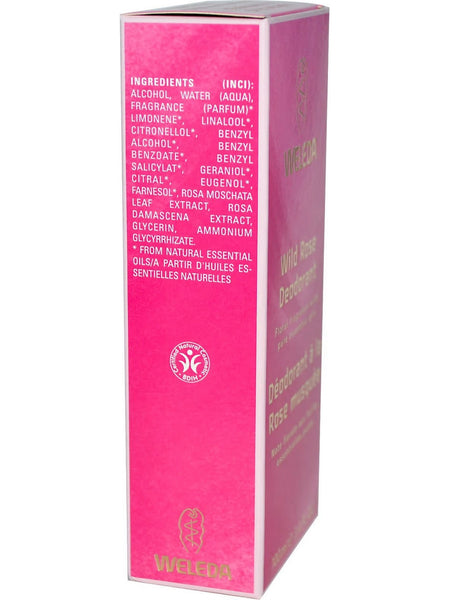 INGREDIENTS (INCI):
ALCOHOL, WATER (AQUA),
FRAGRANCE (PARFUM)*
LIMONENE*, LINALOOL*,
CITRONELLOL*, BENZYL
ALCOHOL*, BENZYL
BENZOATE*, BENZYL
SALICYLAT*, GERANIOL*,
CITRAL*, EUGENOL*,
FARNESOL*, ROSA MOSCHATA
LEAF EXTRACT, ROSA
DAMASCENA EXTRACT,
GLYCERIN, AMMONIUM
GLYCYRRHIZATE.
* FROM NATURAL ESSENTIAL
OILS/A PARTIR D'HUILES ES-
SENTIELLES NATURELLES
Certified Natural Cosmetic
BDIH
WELEDA
WELEDA
Wild Rose
Deodorant
Déodorant à la
Rose musquée